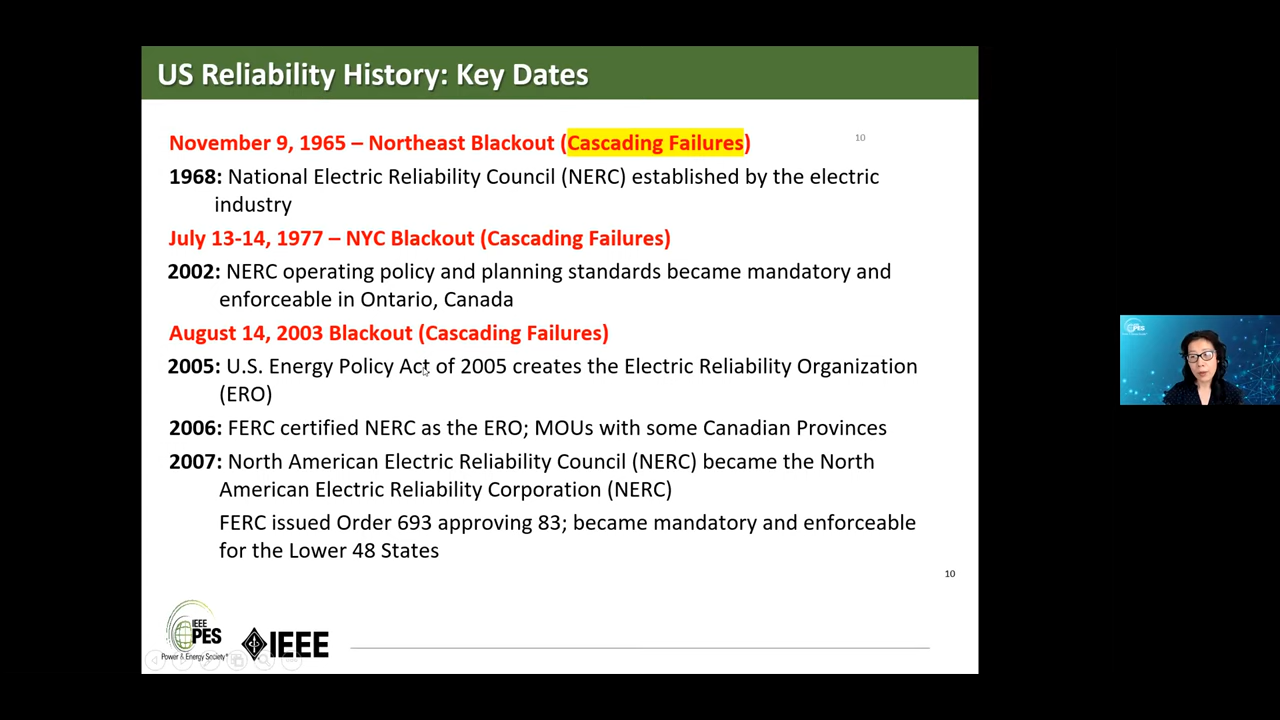 US Reliability History: Key Dates
November 9, 1965 – Northeast Blackout (Cascading Failures)
10
1968: National Electric Reliability Council (NERC) established by the electric
industry
July 13-14, 1977 – NYC Blackout (Cascading Failures)
2002: NERC operating policy and planning standards became mandatory and
enforceable in Ontario, Canada
August 14, 2003 Blackout (Cascading Failures)
2005: U.S. Energy Policy Act of 2005 creates the Electric Reliability Organization
(ERO)
2006: FERC certified NERC as the ERO; MOUs with some Canadian Provinces
2007: North American Electric Reliability Council (NERC) became the North
American Electric Reliability Corporation (NERC)
FERC issued Order 693 approving 83; became mandatory and enforceable
for the Lower 48 States
10
IEEE
PES
Power & Energy Society®
IEEE
PES